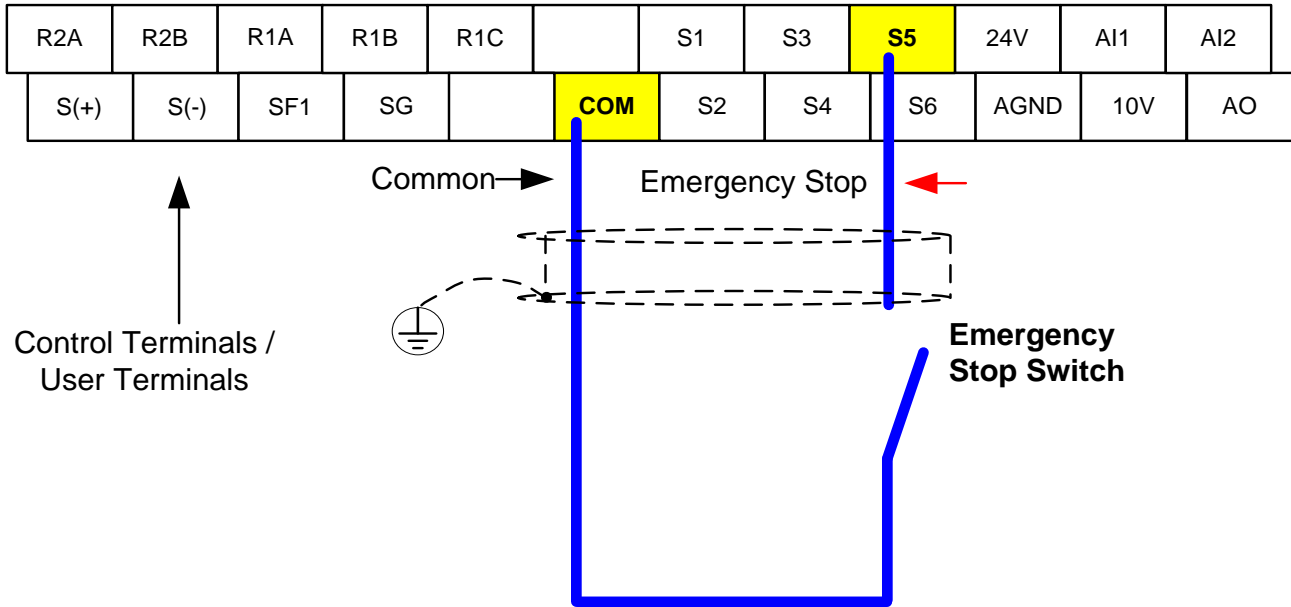 R2A R2B R1A R1B R1C S1 S3 S5 24V AI1 AI2
S(+) S(-) SF1 SG COM S2 S4 S6 AGND 10V AO
Common Emergency Stop
Control Terminals /
User Terminals
Emergency
Stop Switch